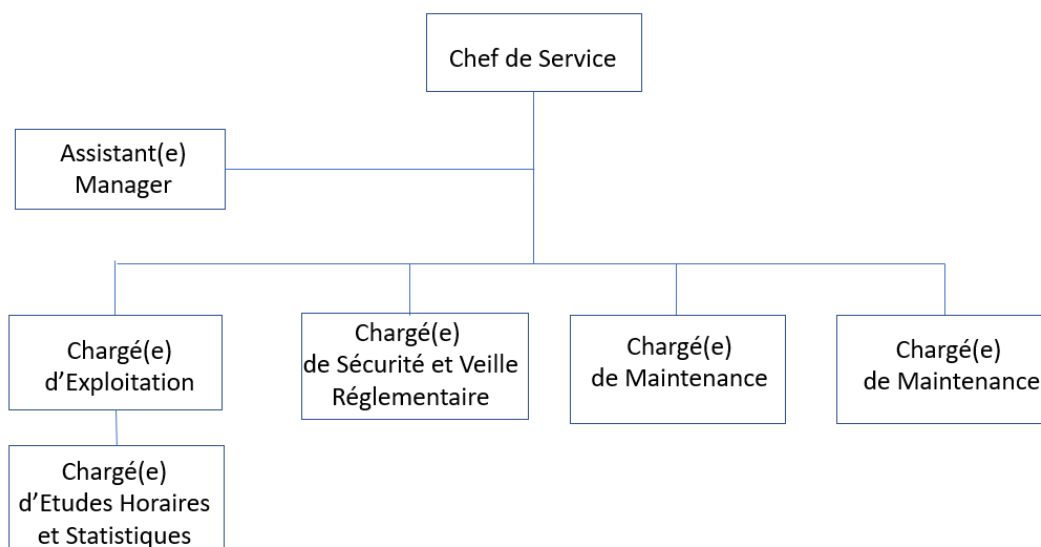 Chef de Service
Assistant(e)
Manager
Chargé(e)
d’Exploitation
Chargé(e)
de Sécurité et Veille
Réglementaire
Chargé(e)
de Maintenance
Chargé(e)
de Maintenance
Chargé(e)
d’Etudes Horaires
et Statistiques